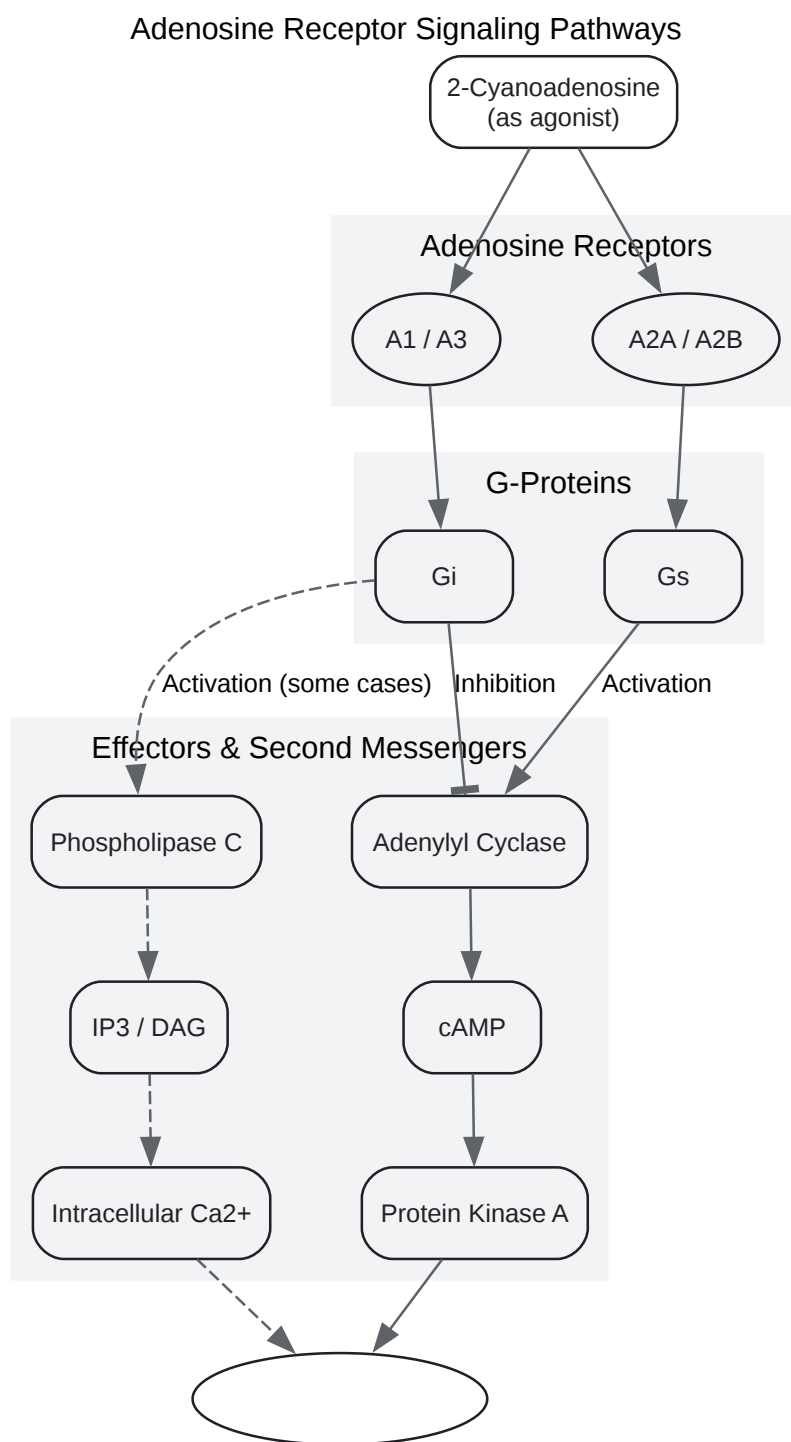 Adenosine Receptor Signaling Pathways
2-Cyanoadenosine
(as agonist)
Adenosine Receptors
A1 / A3
A2A / A2B
G-Proteins
Gi
Gs
Activation (some cases)
Inhibition
Activation
Effectors & Second Messengers
Phospholipase C
Adenylyl Cyclase
IP3 / DAG
cAMP
Intracellular Ca2+
Protein Kinase A